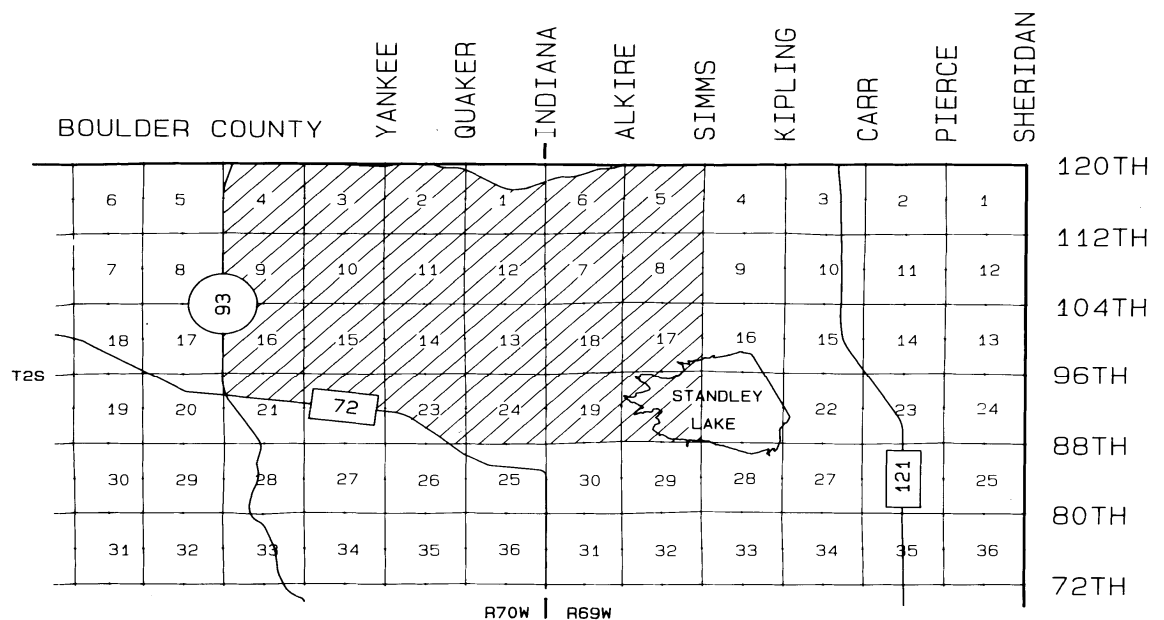 BOULDER COUNTY
YANKEE
QUAKER
INDIANA
ALKIRE
SIMMS
KIPLING
CARR
PIERCE
SHERIDAN
120TH
6 5 4 3 2 1 6 5 4 3 2 1
112TH
7 8 9 10 11 12 7 8 9 10 11 12
93
104TH
18 17 16 15 14 13 18 17 16 15 14 13
T2S
96TH
19 20 21 72 23 24 19 STANDLEY LAKE 22 23 24
88TH
30 29 28 27 26 25 30 29 28 27 121 25
80TH
31 32 33 34 35 36 31 32 33 34 35 36
72TH
R70W R69W